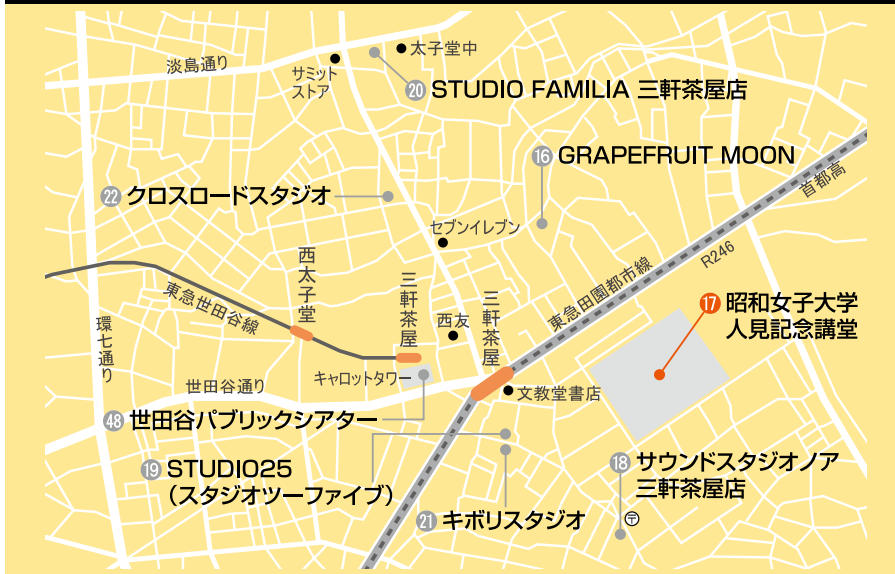 淡島通り
サミット
ストア
太子堂中
⑳ STUDIO FAMILIA 三軒茶屋店
⑯ GRAPEFRUIT MOON
首都高
㉒ クロスロードスタジオ
セブンイレブン
R246
東急田園都市線
西太子堂
東急世田谷線
三軒茶屋
西友
三軒茶屋
⑰ 昭和女子大学
人見記念講堂
環七通り
キャロットタワー
世田谷通り
文教堂書店
㊽ 世田谷パブリックシアター
⑲ STUDIO25
（スタジオツーファイブ）
⑱ サウンドスタジオノア
三軒茶屋店
㉑ キボリスタジオ
〒